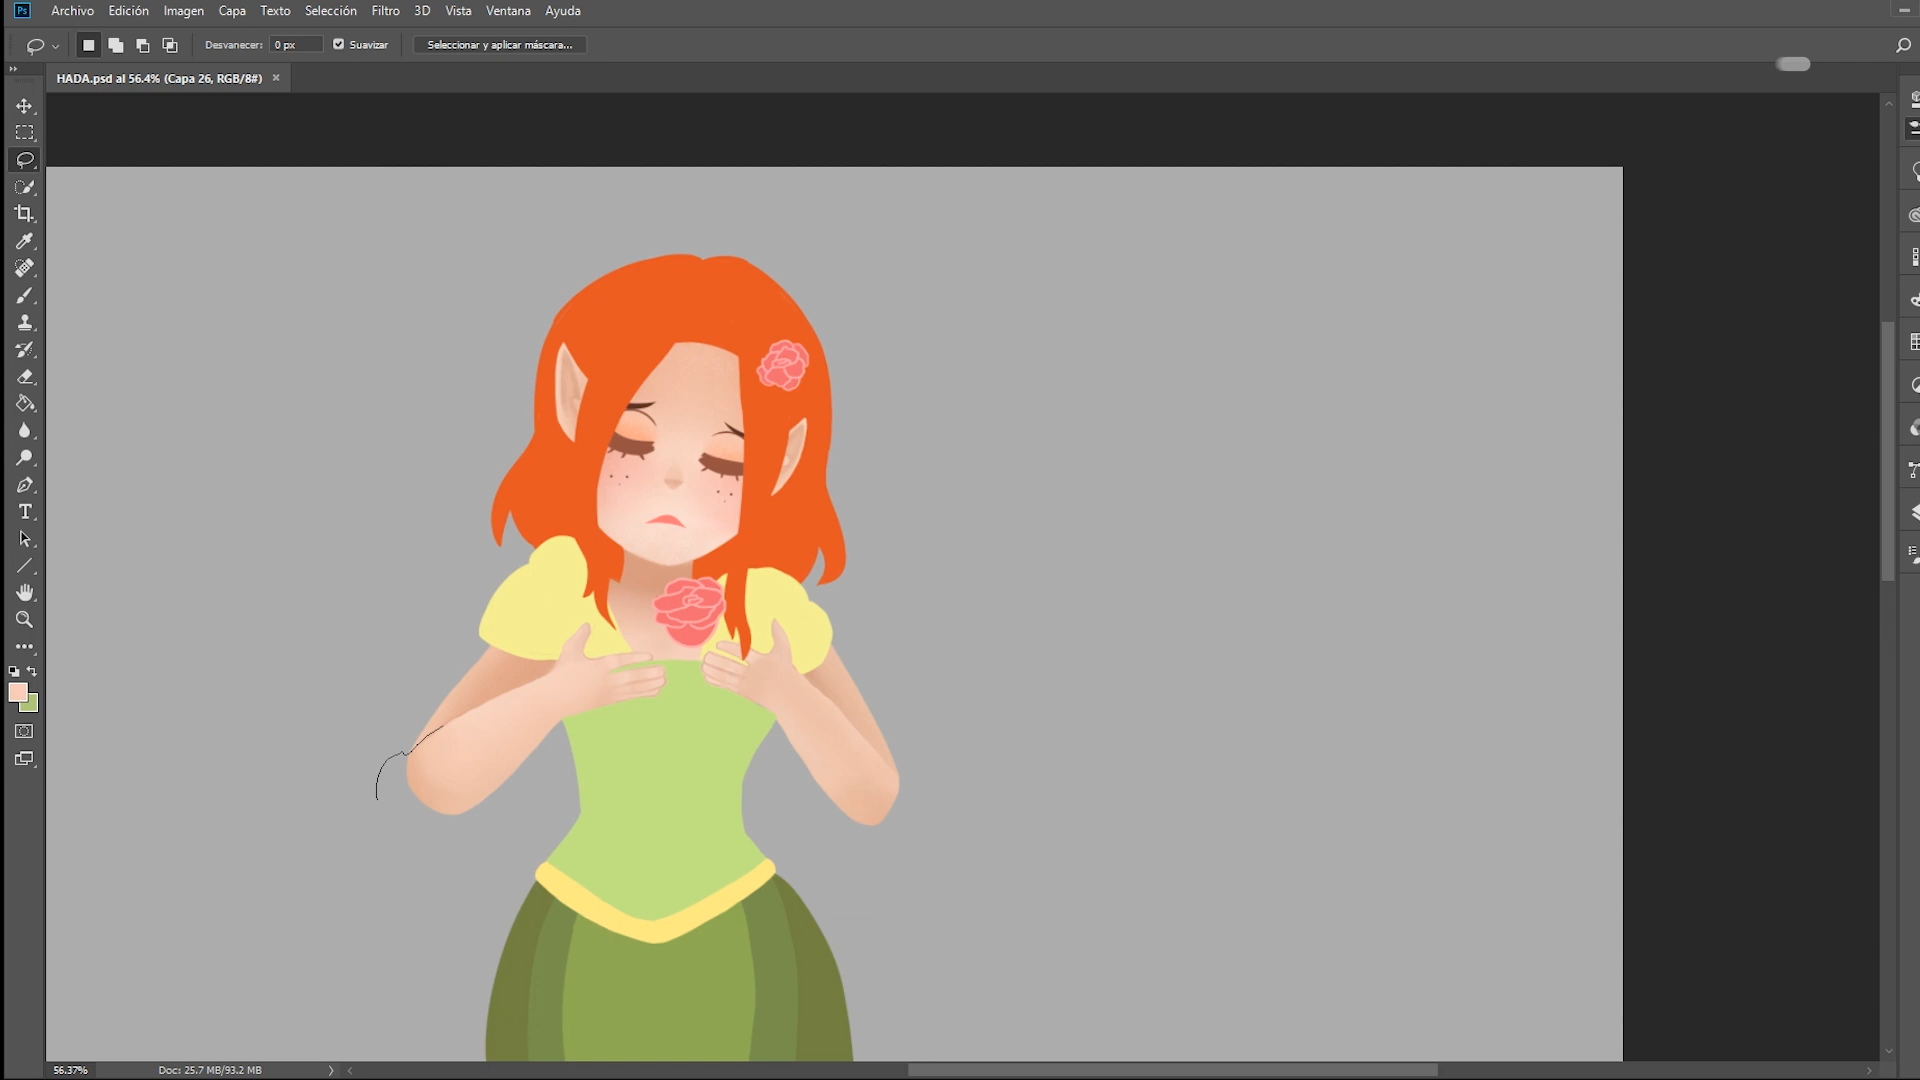 Ps Archivo Edición Imagen Capa Texto Selección Filtro 3D Vista Ventana Ayuda
Desvanecer: 0 px Suavizar Seleccionar y aplicar máscara...
HADA.psd al 56.4% (Capa 26, RGB/8#) ×
T
56.37% Doc: 25.7 MB/93.2 MB